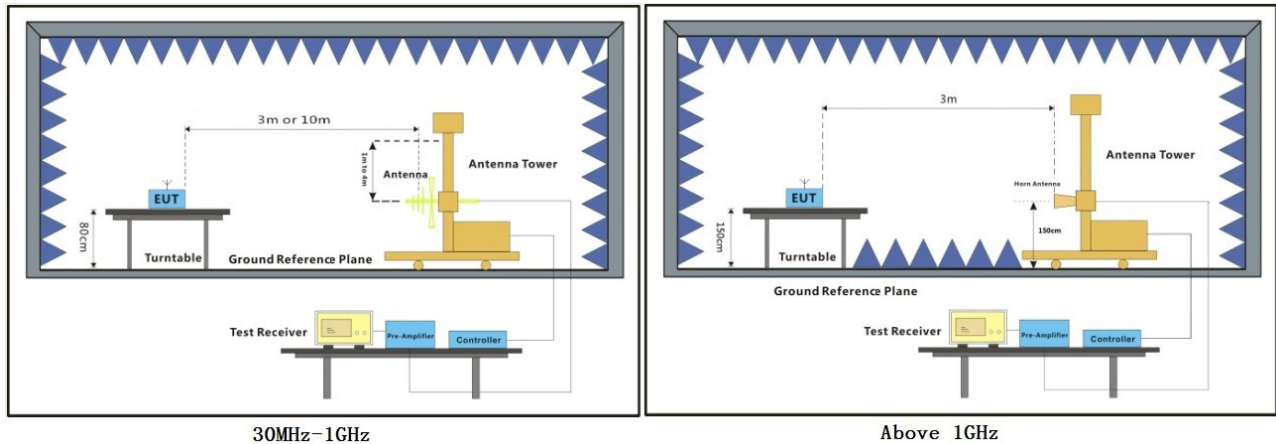 3m or 10m
1m to 4m
Antenna Tower
Antenna
EUT
80cm
Turntable
Ground Reference Plane
Test Receiver
Pre-Amplifier
Controller
30MHz-1GHz
3m
Antenna Tower
Horn Antenna
EUT
150cm
150cm
Turntable
Ground Reference Plane
Test Receiver
Pre-Amplifier
Controller
Above 1GHz